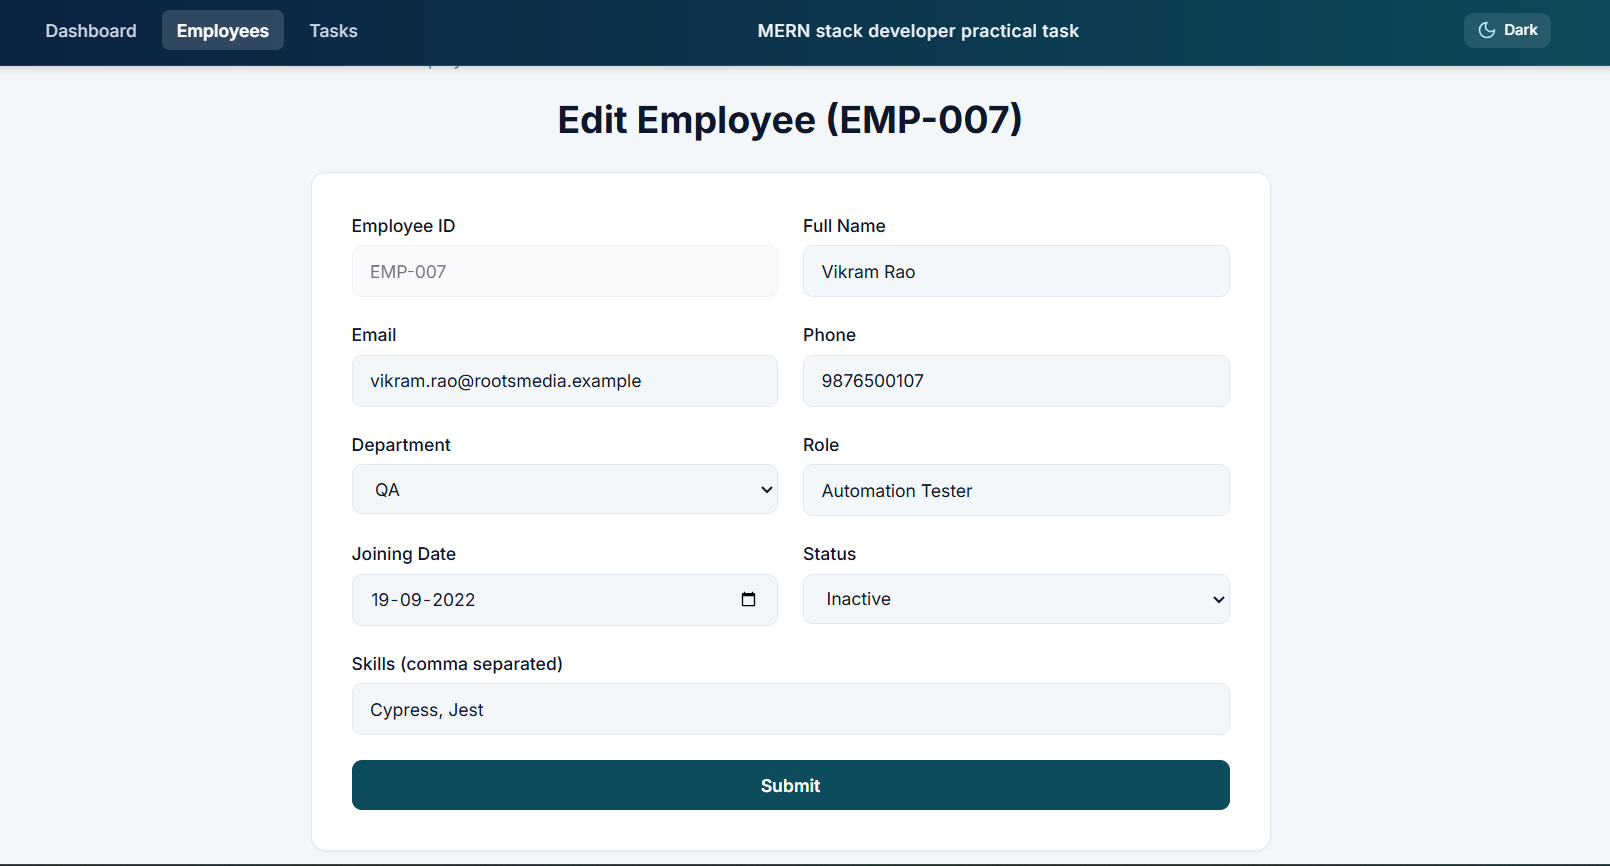 Dashboard Employees Tasks MERN stack developer practical task Dark
Edit Employee (EMP-007)
Employee ID Full Name
EMP-007 Vikram Rao
Email Phone
vikram.rao@rootsmedia.example 9876500107
Department Role
QA Automation Tester
Joining Date Status
19-09-2022 Inactive
Skills (comma separated)
Cypress, Jest
Submit